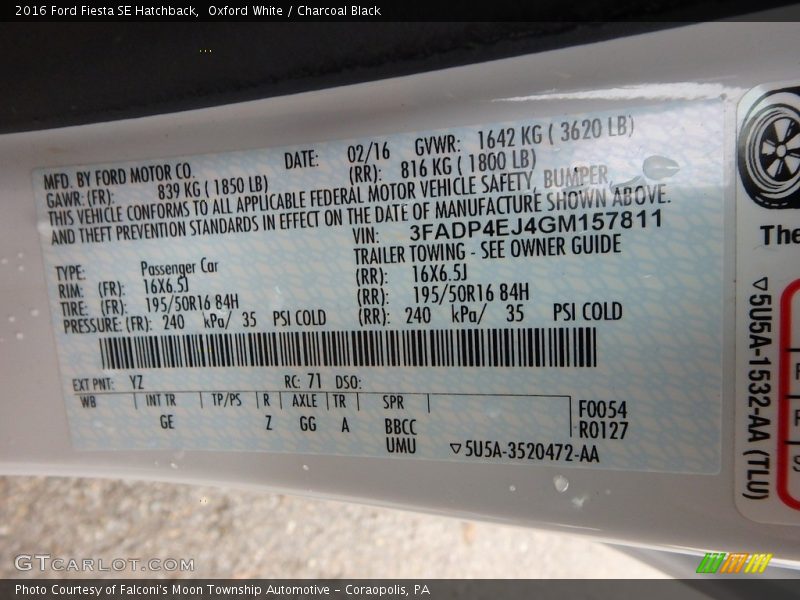 2016 Ford Fiesta SE Hatchback,  Oxford White / Charcoal Black
MFD. BY FORD MOTOR CO. DATE: 02/16 GVWR: 1642 KG ( 3620 LB)
GAWR: (FR): 839 KG ( 1850 LB) (RR): 816 KG ( 1800 LB)
THIS VEHICLE CONFORMS TO ALL APPLICABLE FEDERAL MOTOR VEHICLE SAFETY, BUMPER
AND THEFT PREVENTION STANDARDS IN EFFECT ON THE DATE OF MANUFACTURE SHOWN ABOVE.
VIN: 3FADP4EJ4GM157811
TRAILER TOWING - SEE OWNER GUIDE
TYPE: Passenger Car
RIM: (FR): 16X6.5J (RR): 16X6.5J
TIRE: (FR): 195/50R16 84H (RR): 195/50R16 84H
PRESSURE: (FR): 240 kPa/ 35 PSI COLD (RR): 240 kPa/ 35 PSI COLD
EXT PNT: YZ RC: 71 DSO:
WB INT TR TP/PS R AXLE TR SPR
GE Z GG A BBCC
UMU
F0054
R0127
▽5U5A-3520472-AA
The
▽5U5A-1532-AA (TLU)
GTCARLOT.COM
Photo Courtesy of Falconi's Moon Township Automotive – Coraopolis, PA